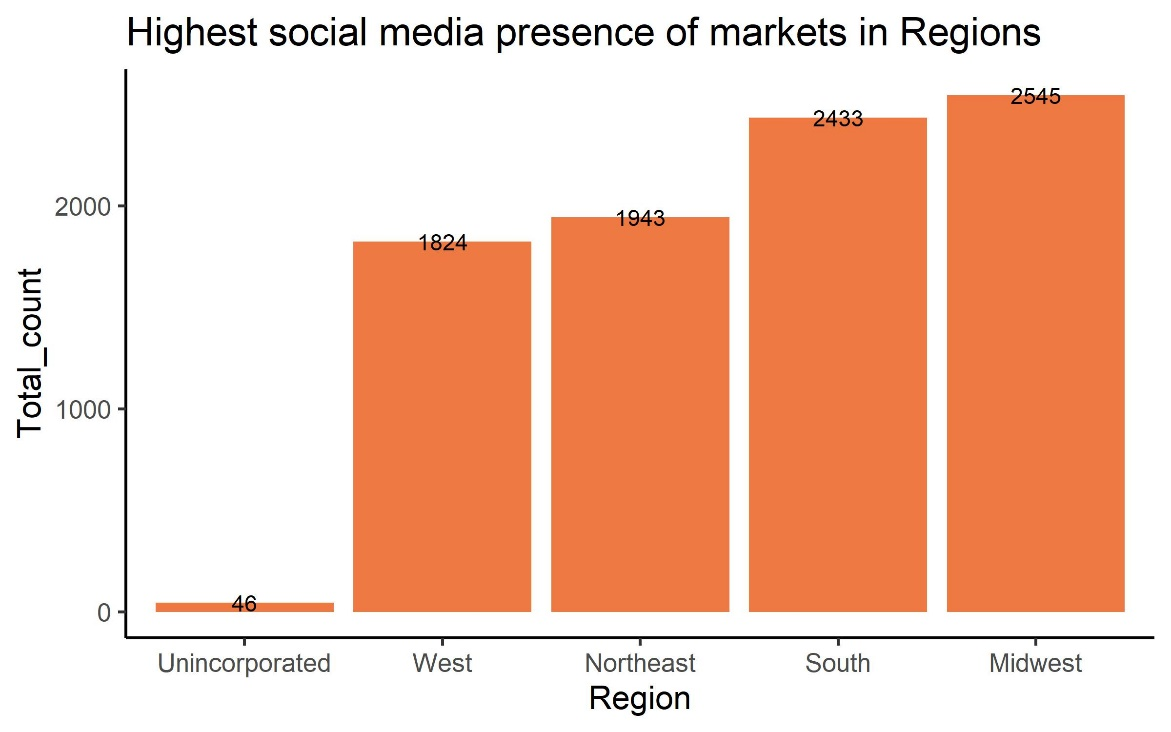 Highest social media presence of markets in Regions
2545
2433
2000
1943
1824
Total_count
1000
46
0
Unincorporated West Northeast South Midwest
Region